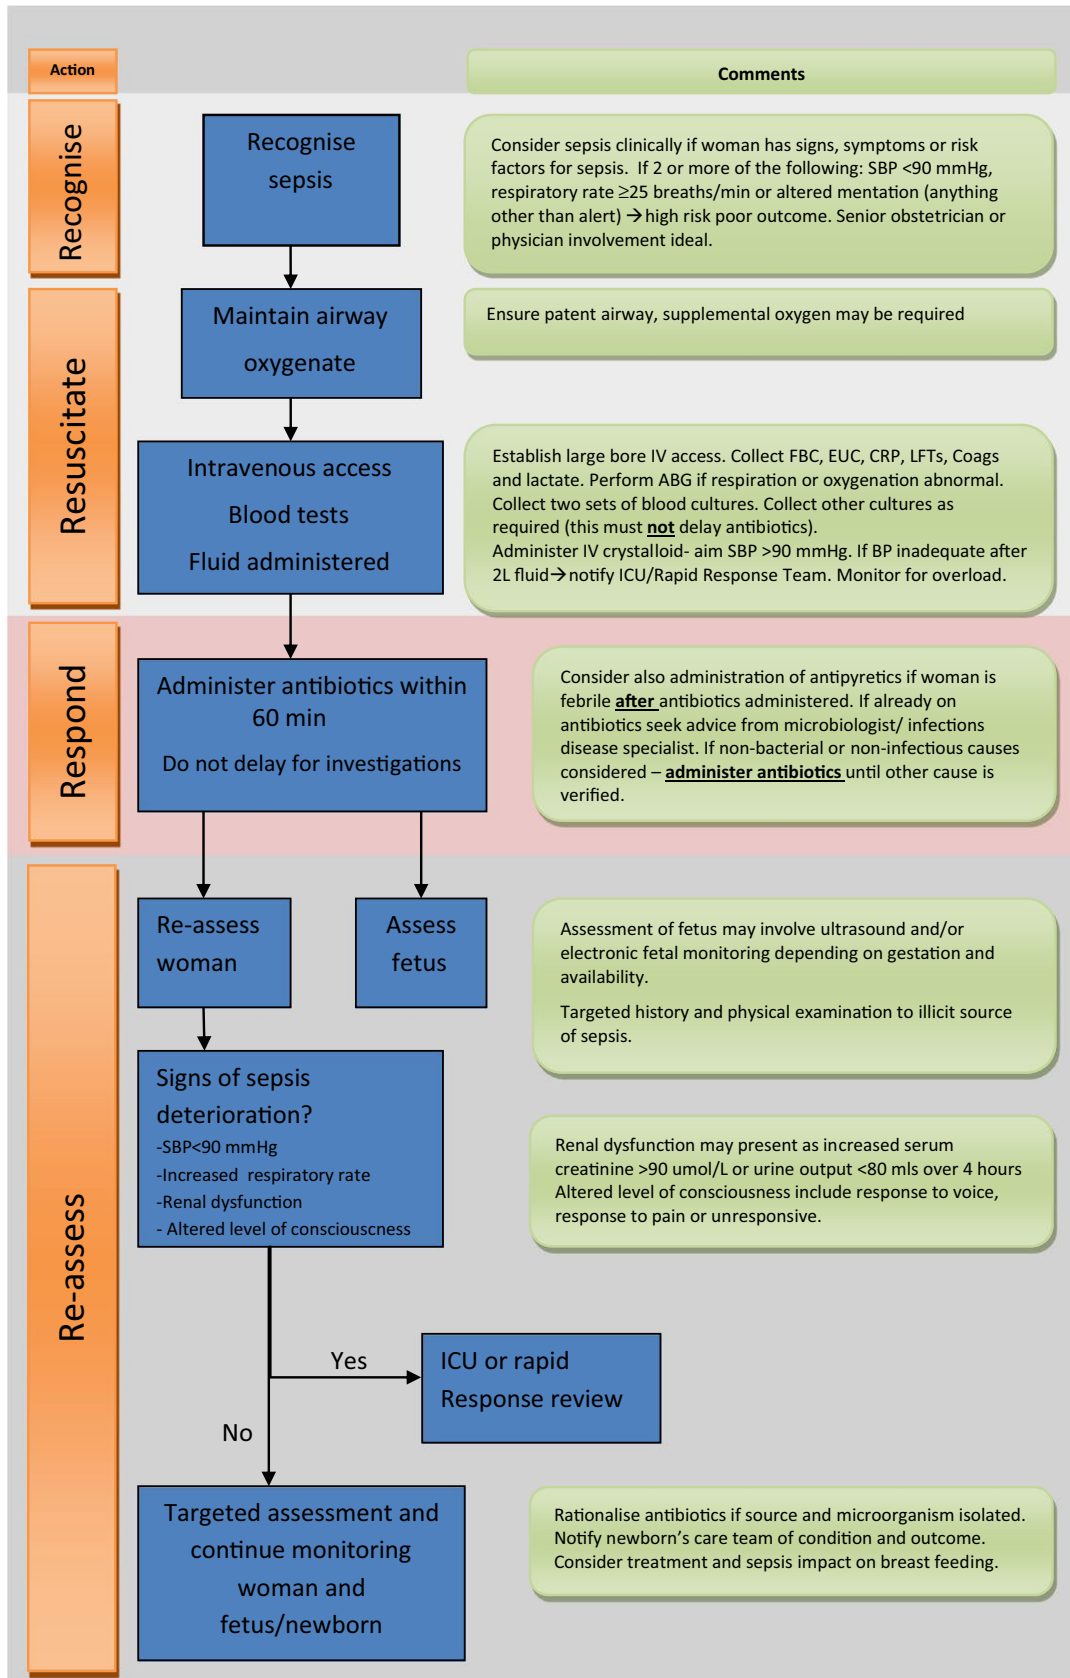 Action
Comments
Recognise
Recognise
sepsis
Consider sepsis clinically if woman has signs, symptoms or risk
factors for sepsis.  If 2 or more of the following: SBP <90 mmHg,
respiratory rate ≥25 breaths/min or altered mentation (anything
other than alert) → high risk poor outcome. Senior obstetrician or
physician involvement ideal.
Resuscitate
Maintain airway
oxygenate
Ensure patent airway, supplemental oxygen may be required
Intravenous access
Blood tests
Fluid administered
Establish large bore IV access. Collect FBC, EUC, CRP, LFTs, Coags
and lactate. Perform ABG if respiration or oxygenation abnormal.
Collect two sets of blood cultures. Collect other cultures as
required (this must not delay antibiotics).
Administer IV crystalloid- aim SBP >90 mmHg. If BP inadequate after
2L fluid→notify ICU/Rapid Response Team. Monitor for overload.
Respond
Administer antibiotics within
60 min
Do not delay for investigations
Consider also administration of antipyretics if woman is
febrile after antibiotics administered. If already on
antibiotics seek advice from microbiologist/ infections
disease specialist. If non-bacterial or non-infectious causes
considered – administer antibiotics until other cause is
verified.
Re-assess
Re-assess
woman
Assess
fetus
Assessment of fetus may involve ultrasound and/or
electronic fetal monitoring depending on gestation and
availability.
Targeted history and physical examination to illicit source
of sepsis.
Signs of sepsis
deterioration?
-SBP<90 mmHg
-Increased  respiratory rate
-Renal dysfunction
- Altered level of consciouscness
Renal dysfunction may present as increased serum
creatinine >90 umol/L or urine output <80 mls over 4 hours
Altered level of consciousness include response to voice,
response to pain or unresponsive.
Yes
ICU or rapid
Response review
No
Targeted assessment and
continue monitoring
woman and
fetus/newborn
Rationalise antibiotics if source and microorganism isolated.
Notify newborn's care team of condition and outcome.
Consider treatment and sepsis impact on breast feeding.